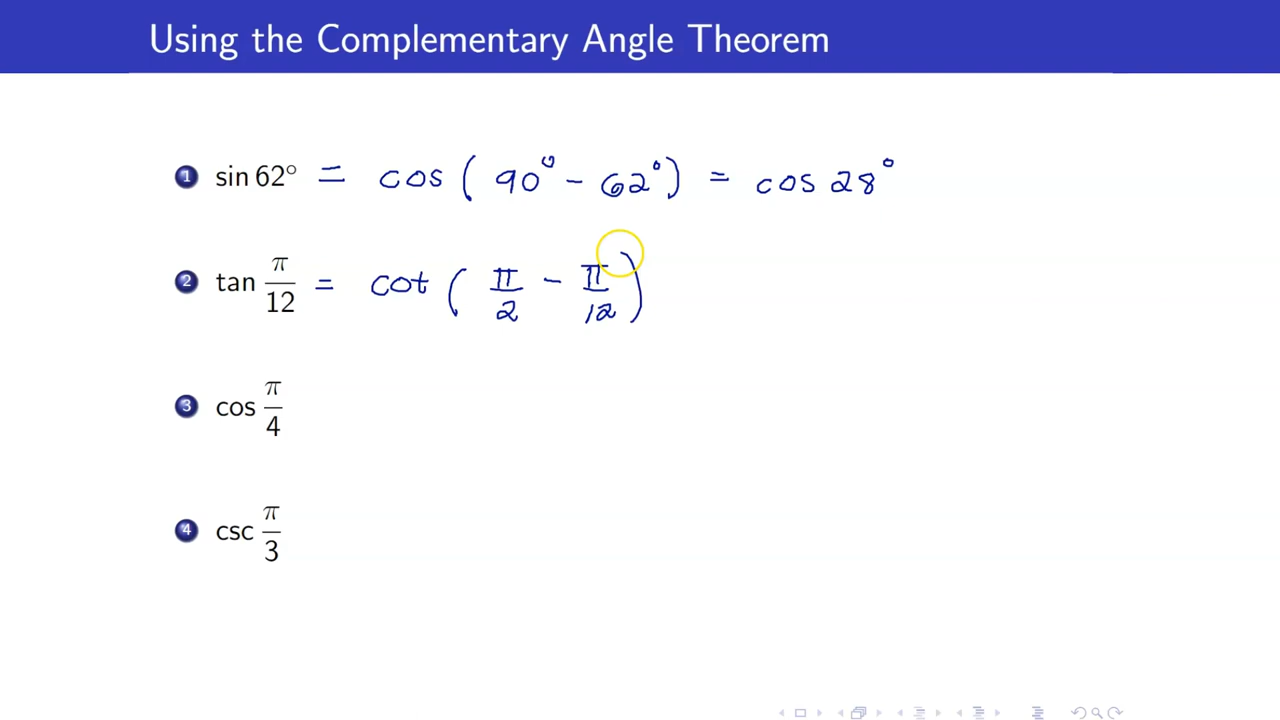 Using the Complementary Angle Theorem
1 sin 62° = cos ( 90° − 62° ) = cos 28°
2 tan π/12 = cot ( π/2 − π/12 )
3 cos π/4
4 csc π/3